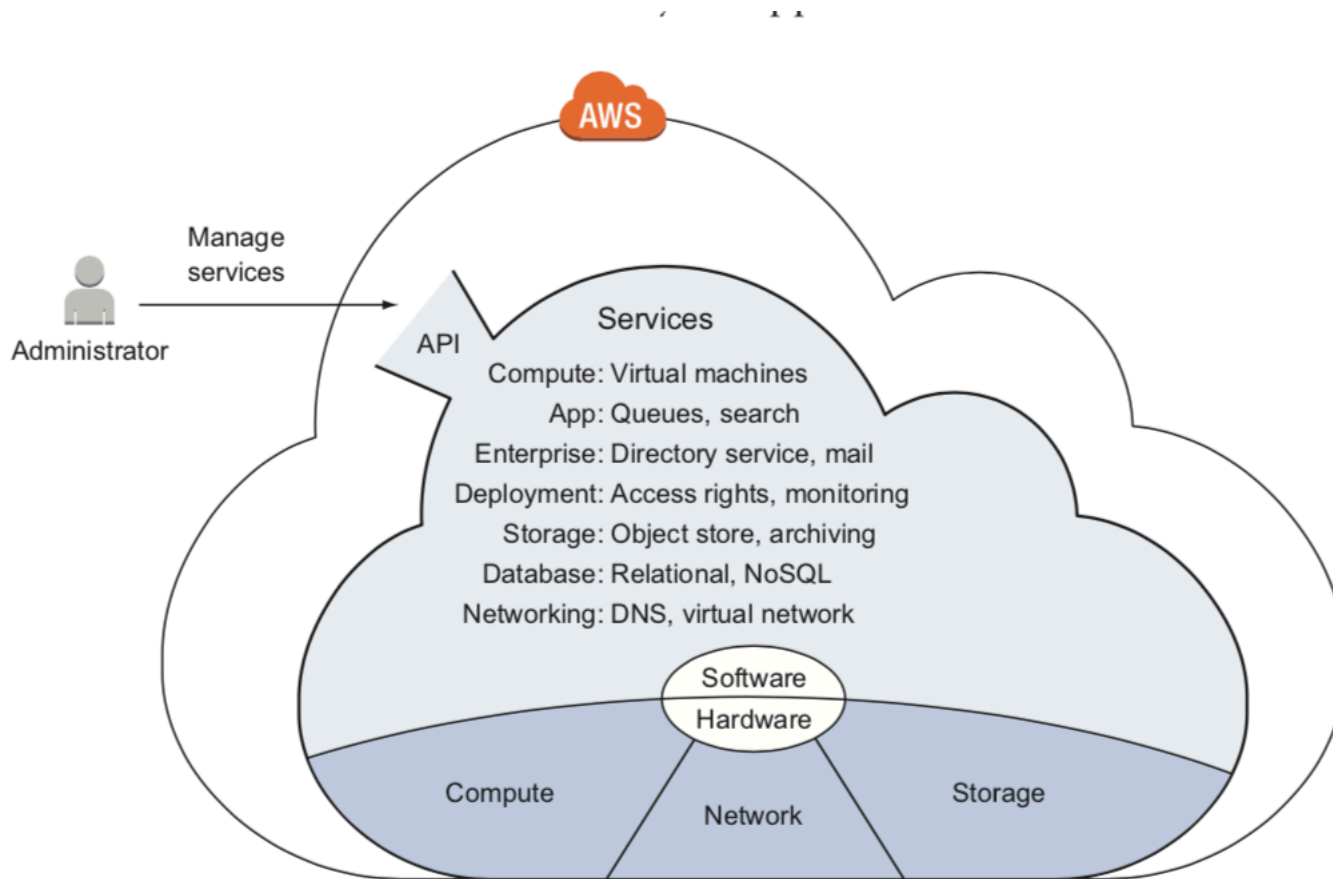 AWS
Manage
services
Administrator
API
Services
Compute: Virtual machines
App: Queues, search
Enterprise: Directory service, mail
Deployment: Access rights, monitoring
Storage: Object store, archiving
Database: Relational, NoSQL
Networking: DNS, virtual network
Software
Hardware
Compute
Network
Storage